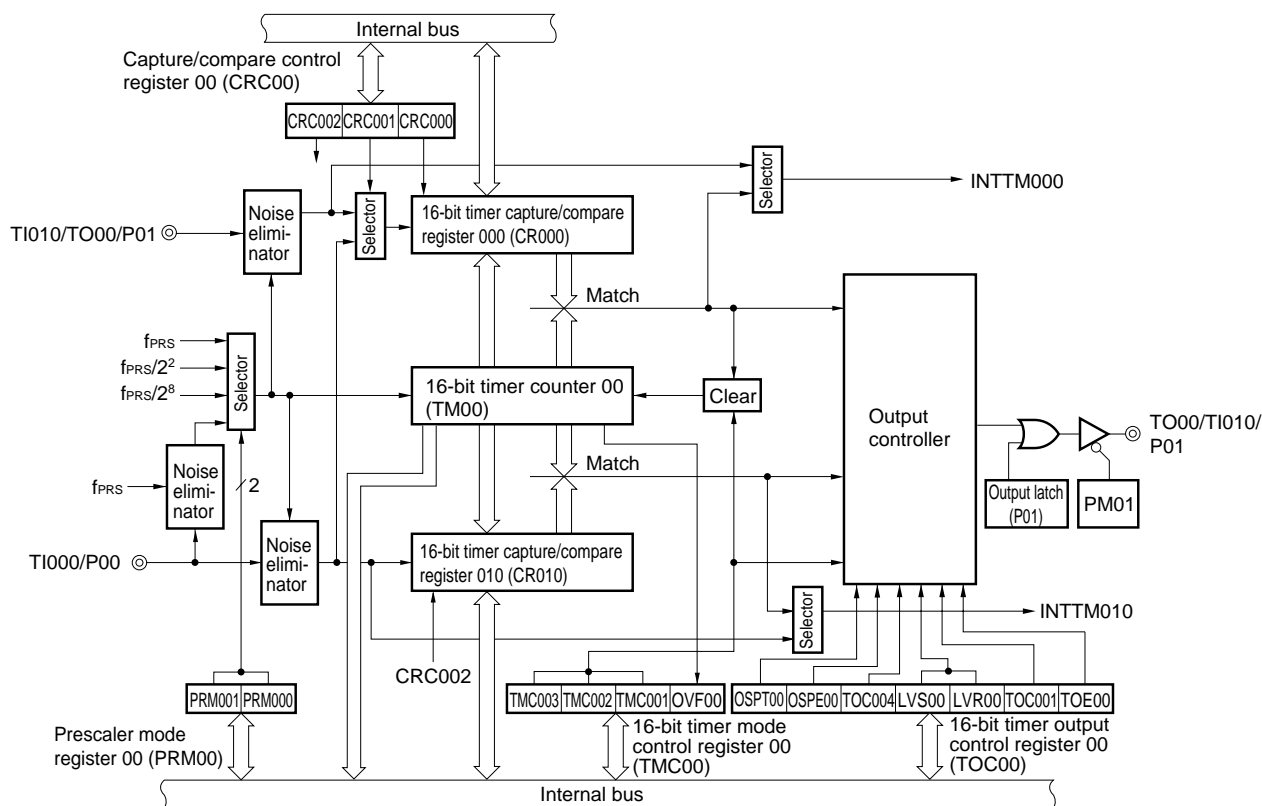 Internal bus
Capture/compare control
register 00 (CRC00)
CRC002 CRC001 CRC000
Selector
INTTM000
TI010/TO00/P01
Noise
elimi-
nator
Selector
16-bit timer capture/compare
register 000 (CR000)
Match
fPRS
fPRS/2²
fPRS/2⁸
Selector
16-bit timer counter 00
(TM00)
Clear
Output
controller
TO00/TI010/
P01
fPRS
Noise
elimi-
nator
2
Match
Output latch
(P01)
PM01
TI000/P00
Noise
elimi-
nator
16-bit timer capture/compare
register 010 (CR010)
Selector
INTTM010
CRC002
PRM001 PRM000
TMC003 TMC002 TMC001 OVF00
OSPT00 OSPE00 TOC004 LVS00 LVR00 TOC001 TOE00
Prescaler mode
register 00 (PRM00)
16-bit timer mode
control register 00
(TMC00)
16-bit timer output
control register 00
(TOC00)
Internal bus